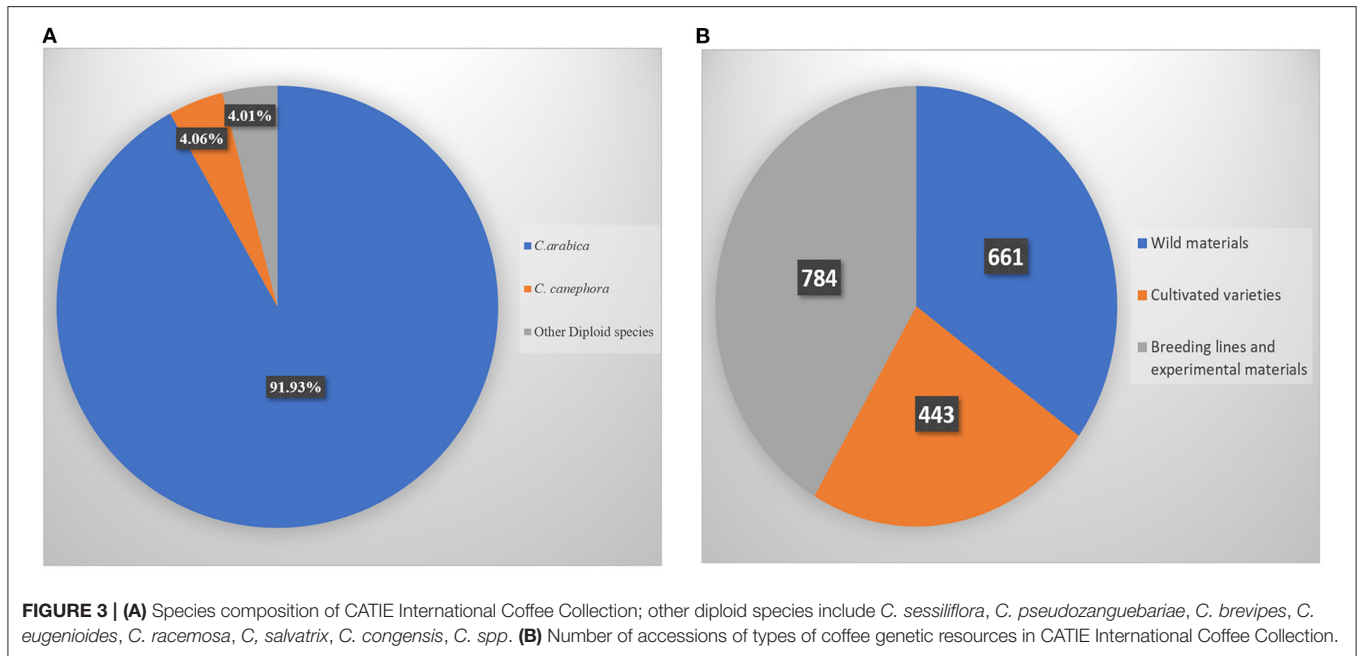 A
4.01%
4.06%
91.93%
C.arabica
C. canephora
Other Diploid species
B
661
784
443
Wild materials
Cultivated varieties
Breeding lines and
experimental materials
FIGURE 3 | (A) Species composition of CATIE International Coffee Collection; other diploid species include C. sessiliflora, C. pseudozanguebariae, C. brevipes, C.
eugenioides, C. racemosa, C, salvatrix, C. congensis, C. spp. (B) Number of accessions of types of coffee genetic resources in CATIE International Coffee Collection.